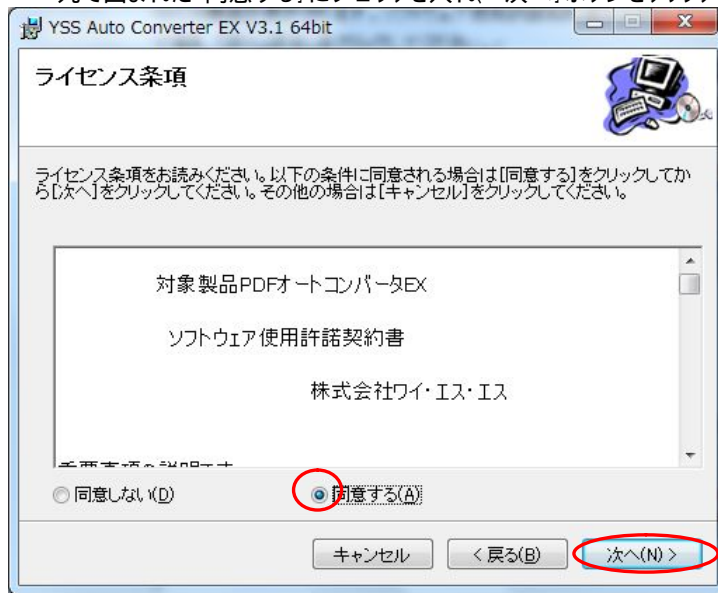 YSS Auto Converter EX V3.1 64bit
ライセンス条項
ライセンス条項をお読みください。以下の条件に同意される場合は[同意する]をクリックしてか
ら[次へ]をクリックしてください。その他の場合は[キャンセル]をクリックしてください。
対象製品PDFオートコンバータEX
ソフトウェア使用許諾契約書
株式会社ワイ・エス・エス
同意しない(D)
同意する(A)
キャンセル
< 戻る(B)
次へ(N) >